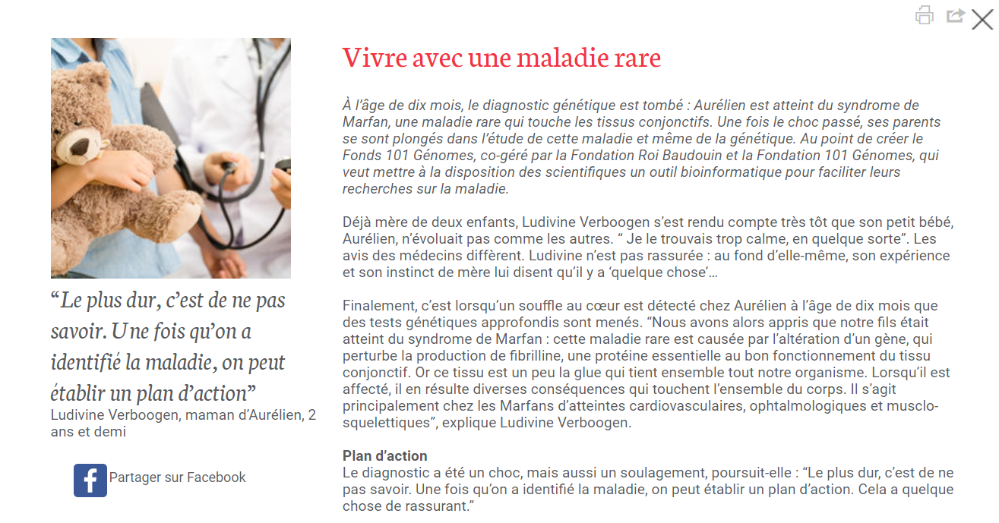 Vivre avec une maladie rare
À l’âge de dix mois, le diagnostic génétique est tombé : Aurélien est atteint du syndrome de
Marfan, une maladie rare qui touche les tissus conjonctifs. Une fois le choc passé, ses parents
se sont plongés dans l’étude de cette maladie et même de la génétique. Au point de créer le
Fonds 101 Génomes, co-géré par la Fondation Roi Baudouin et la Fondation 101 Génomes, qui
veut mettre à la disposition des scientifiques un outil bioinformatique pour faciliter leurs
recherches sur la maladie.
Déjà mère de deux enfants, Ludivine Verboogen s’est rendu compte très tôt que son petit bébé,
Aurélien, n’évoluait pas comme les autres. “ Je le trouvais trop calme, en quelque sorte”. Les
avis des médecins diffèrent. Ludivine n’est pas rassurée : au fond d’elle-même, son expérience
et son instinct de mère lui disent qu’il y a ‘quelque chose’…
Finalement, c’est lorsqu’un souffle au cœur est détecté chez Aurélien à l’âge de dix mois que
des tests génétiques approfondis sont menés. “Nous avons alors appris que notre fils était
atteint du syndrome de Marfan : cette maladie rare est causée par l’altération d’un gène, qui
perturbe la production de fibrilline, une protéine essentielle au bon fonctionnement du tissu
conjonctif. Or ce tissu est un peu la glue qui tient ensemble tout notre organisme. Lorsqu’il est
affecté, il en résulte diverses conséquences qui touchent l’ensemble du corps. Il s’agit
principalement chez les Marfans d’atteintes cardiovasculaires, ophtalmologiques et musclo-
squelettiques”, explique Ludivine Verboogen.
Plan d’action
Le diagnostic a été un choc, mais aussi un soulagement, poursuit-elle : “Le plus dur, c’est de ne
pas savoir. Une fois qu’on a identifié la maladie, on peut établir un plan d’action. Cela a quelque
chose de rassurant.”
“Le plus dur, c’est de ne pas
savoir. Une fois qu’on a
identifié la maladie, on peut
établir un plan d’action”
Ludivine Verboogen, maman d’Aurélien, 2
ans et demi
Partager sur Facebook